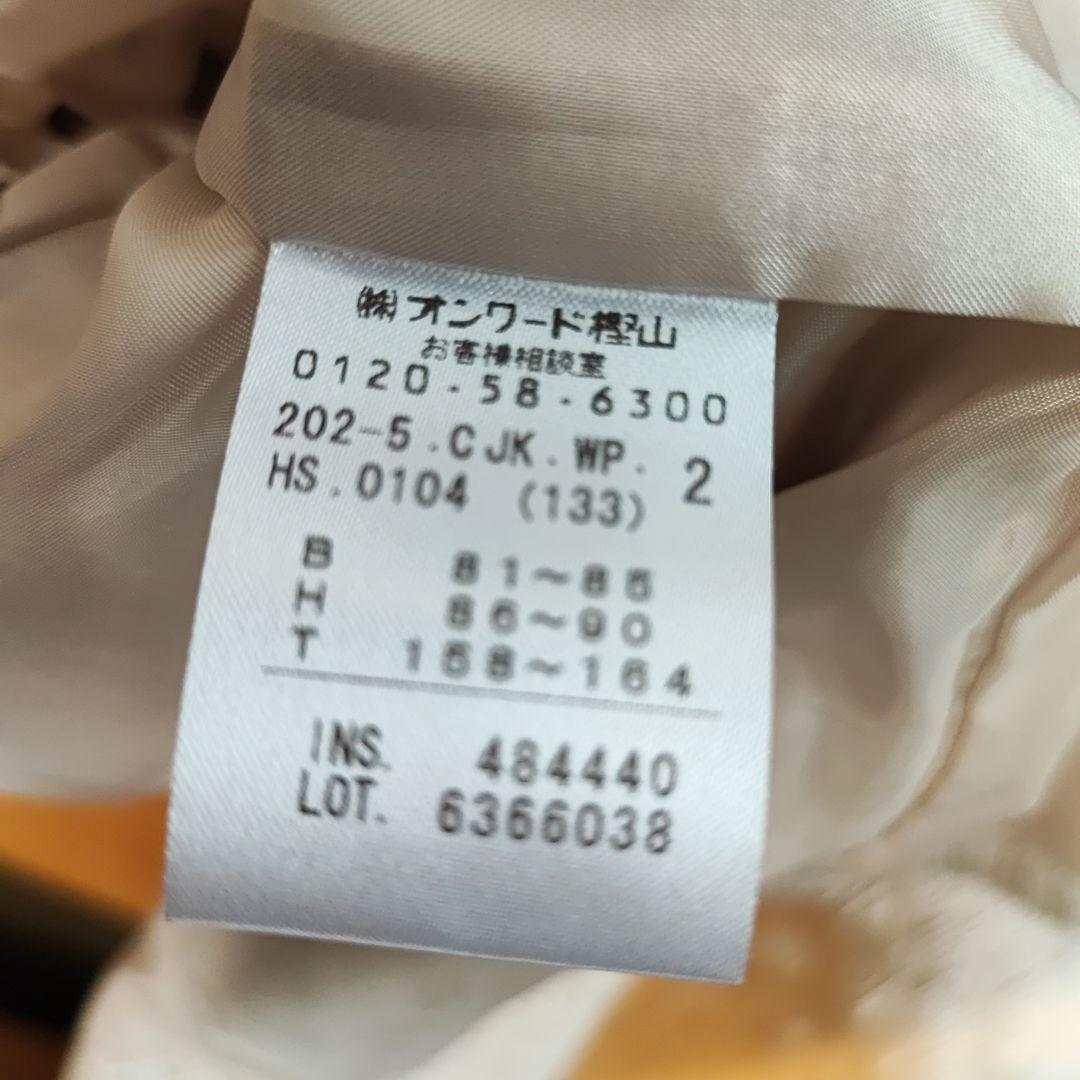 ㈱オンワード樫山
お客様相談室
0120-58-6300
202-5.CJK.WP. 2
HS.0104 (133)
B 81〜85
H 86〜90
T 158〜164
INS. 484440
LOT. 6366038